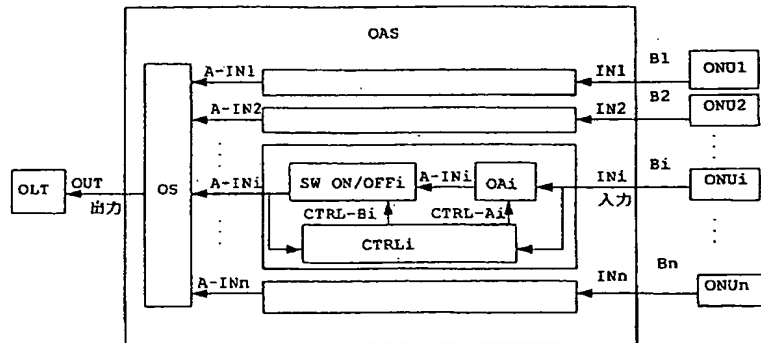 OAS
B1
A-IN1
IN1
ONU1
A-IN2
IN2
B2
ONU2
OLT
OUT
出力
OS
A-INi
SW ON/OFFi
A-INi
OAi
INi
入力
Bi
ONUi
CTRL-Bi
CTRL-Ai
CTRLi
A-INn
INn
Bn
ONUn